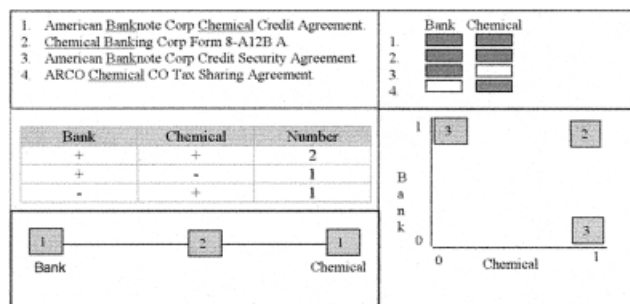 1. American Banknote Corp Chemical Credit Agreement.
2. Chemical Banking Corp Form 8-A12B A.
3. American Banknote Corp Credit Security Agreement.
4. ARCO Chemical CO Tax Sharing Agreement.
Bank Chemical
1.
2.
3.
4.
Bank Chemical Number
+ + 2
+ - 1
- + 1
1 2 1
Bank Chemical
1 3 2
Bank
3
0
0 Chemical 1